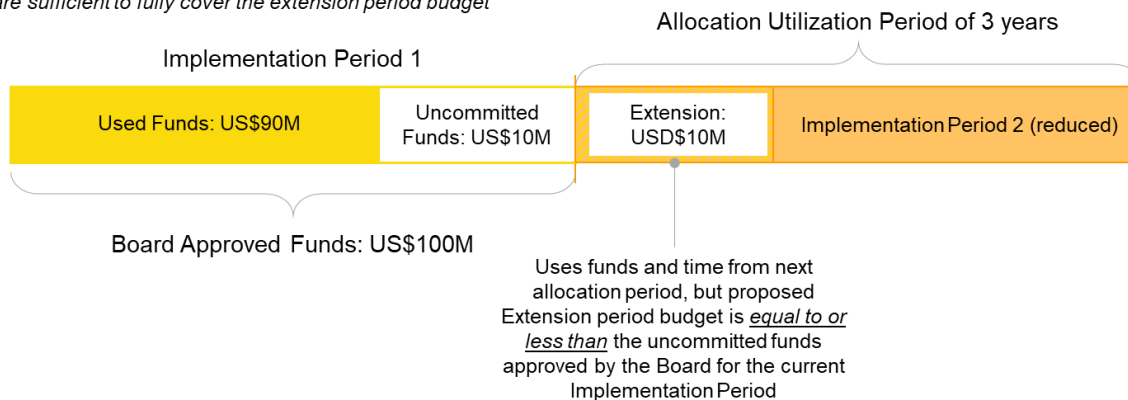 are sufficient to fully cover the extension period budget
Allocation Utilization Period of 3 years
Implementation Period 1
Used Funds: US$90M
Uncommitted
Funds: US$10M
Extension:
USD$10M
Implementation Period 2 (reduced)
Board Approved Funds: US$100M
Uses funds and time from next
allocation period, but proposed
Extension period budget is equal to or
less than the uncommitted funds
approved by the Board for the current
Implementation Period